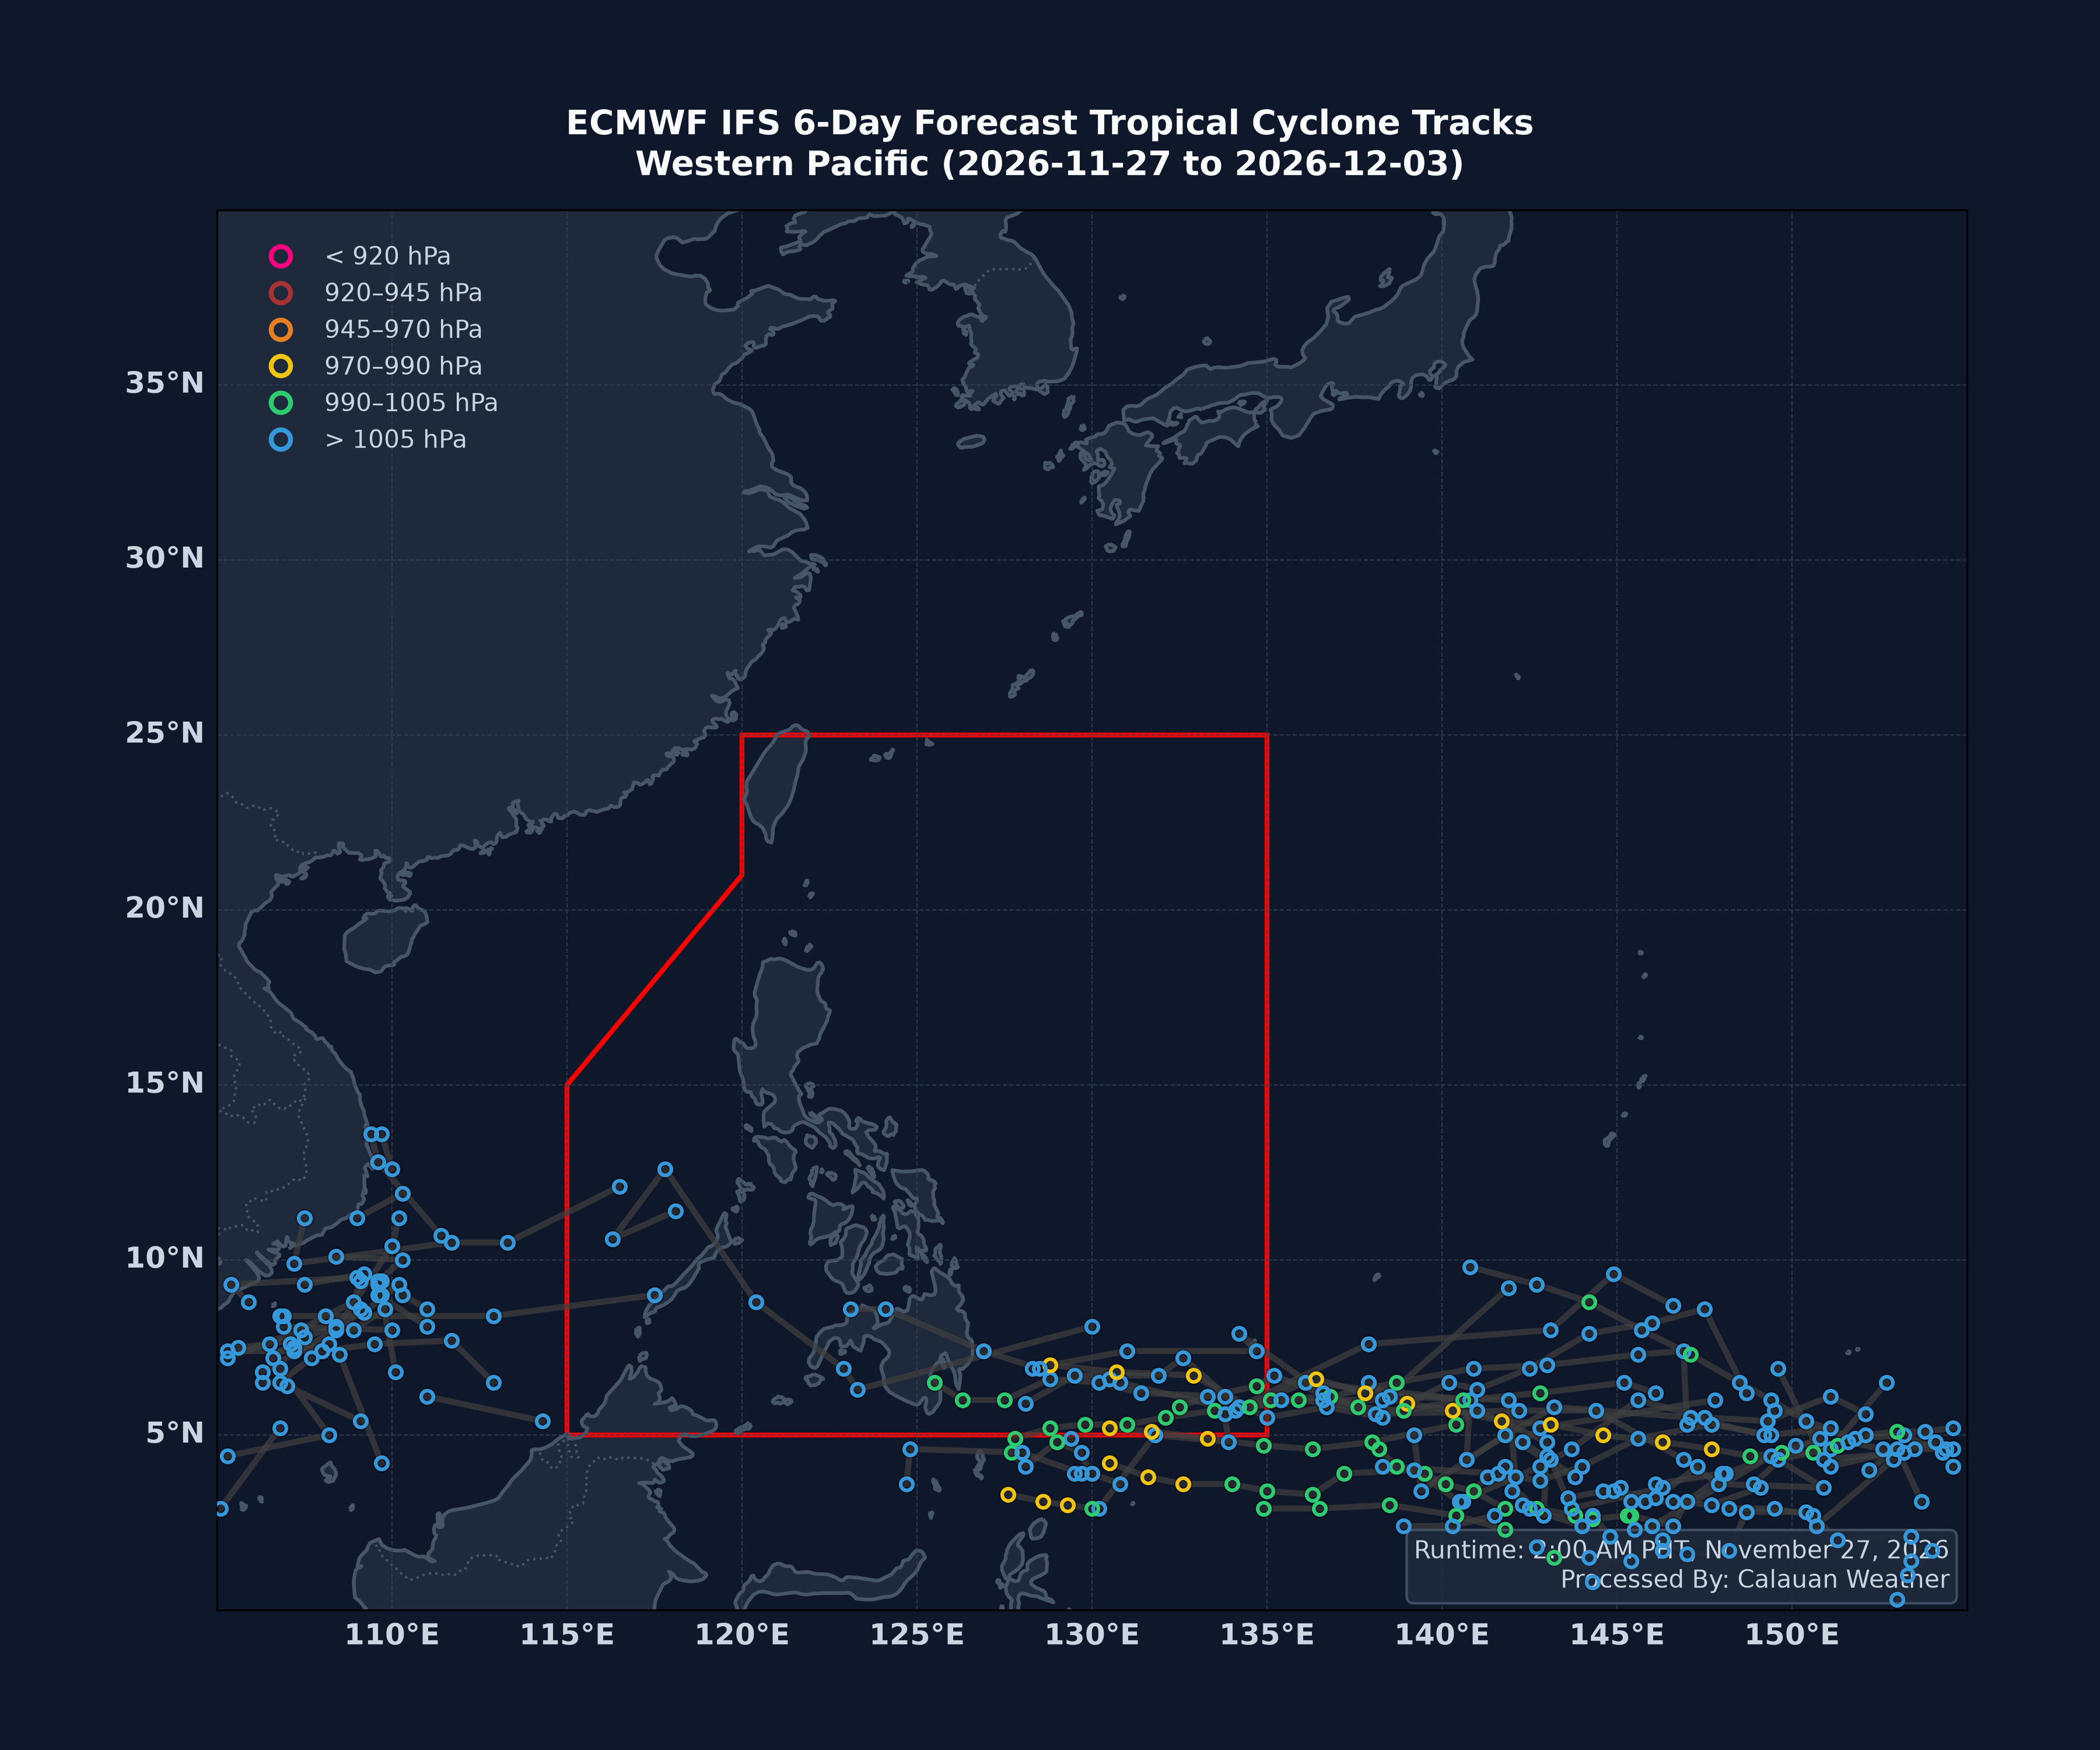 ECMWF IFS 6-Day Forecast Tropical Cyclone Tracks
Western Pacific (2026-11-27 to 2026-12-03)
< 920 hPa
920–945 hPa
945–970 hPa
970–990 hPa
990–1005 hPa
> 1005 hPa
35°N
30°N
25°N
20°N
15°N
10°N
5°N
Runtime: 2:00 AM PHT, November 27, 2026
Processed By: Calauan Weather
110°E 115°E 120°E 125°E 130°E 135°E 140°E 145°E 150°E